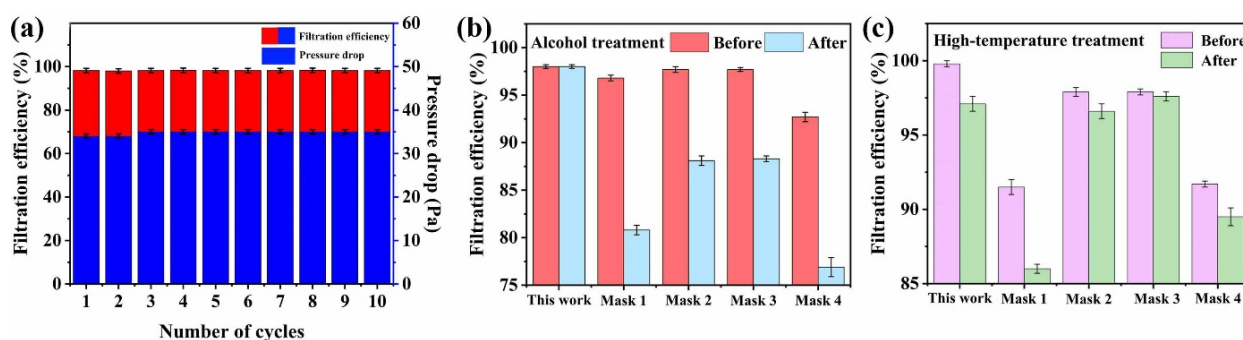 (a)
Filtration efficiency
Pressure drop
Filtration efficiency (%)
0
20
40
60
80
100
0
10
20
30
40
50
60
Pressure drop (Pa)
1 2 3 4 5 6 7 8 9 10
Number of cycles
(b)
Alcohol treatment Before After
Filtration efficiency (%)
100
95
90
85
80
75
This work Mask 1 Mask 2 Mask 3 Mask 4
(c)
High-temperature treatment Before
After
Filtration efficiency (%)
100
95
90
85
This work Mask 1 Mask 2 Mask 3 Mask 4